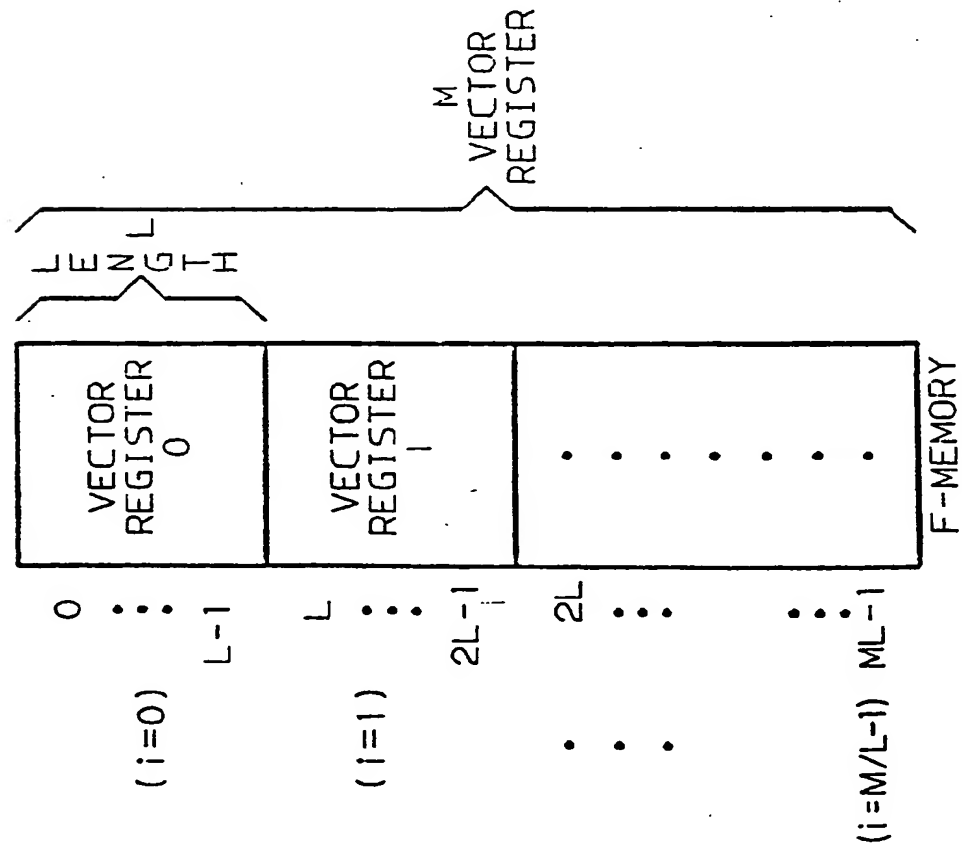 LENGTH
L
M
VECTOR
REGISTER
VECTOR
REGISTER
0
VECTOR
REGISTER
1
F-MEMORY
0
L-1
L
2L-1
2L
ML-1
(i=0)
(i=1)
(i=M/L-1)